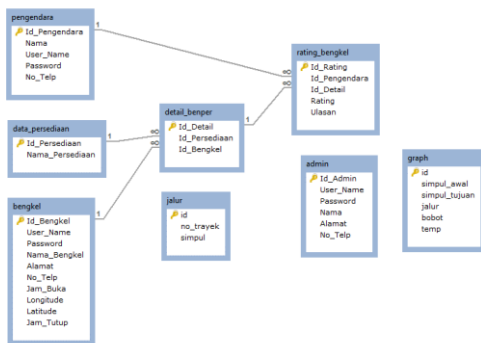 pengendara
Id_Pengendara
Nama
User_Name
Password
No_Telp
1
rating_bengkel
Id_Rating
Id_Pengendara
Id_Detail
Rating
Ulasan
data_persediaan
Id_Persediaan
Nama_Persediaan
1
detail_benper
Id_Detail
Id_Persediaan
Id_Bengkel
1
bengkel
Id_Bengkel
User_Name
Password
Nama_Bengkel
Alamat
No_Telp
Jam_Buka
Longitude
Latitude
Jam_Tutup
1
jalur
id
no_trayek
simpul
admin
Id_Admin
User_Name
Password
Nama
Alamat
No_Telp
graph
id
simpul_awal
simpul_tujuan
jalur
bobot
temp